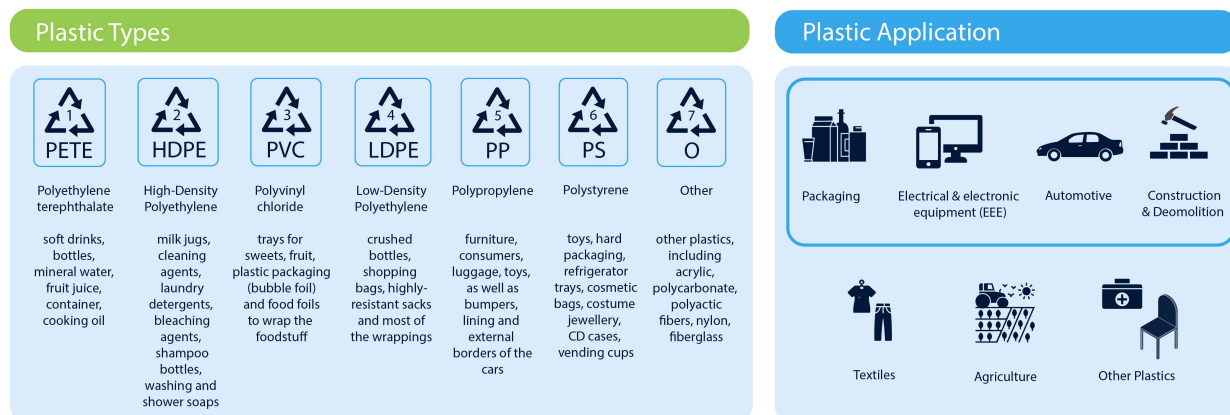 Plastic Types
1
PETE
Polyethylene
terephthalate
soft drinks,
bottles,
mineral water,
fruit juice,
container,
cooking oil
2
HDPE
High-Density
Polyethylene
milk jugs,
cleaning
agents,
laundry
detergents,
bleaching
agents,
shampoo
bottles,
washing and
shower soaps
3
PVC
Polyvinyl
chloride
trays for
sweets, fruit,
plastic packaging
(bubble foil)
and food foils
to wrap the
foodstuff
4
LDPE
Low-Density
Polyethylene
crushed
bottles,
shopping
bags, highly-
resistant sacks
and most of
the wrappings
5
PP
Polypropylene
furniture,
consumers,
luggage, toys,
as well as
bumpers,
lining and
external
borders of the
cars
6
PS
Polystyrene
toys, hard
packaging,
refrigerator
trays, cosmetic
bags, costume
jewellery,
CD cases,
vending cups
7
O
Other
other plastics,
including
acrylic,
polycarbonate,
polyactic
fibers, nylon,
fiberglass
Plastic Application
Packaging
Electrical & electronic
equipment (EEE)
Automotive
Construction
& Deomolition
Textiles
Agriculture
Other Plastics